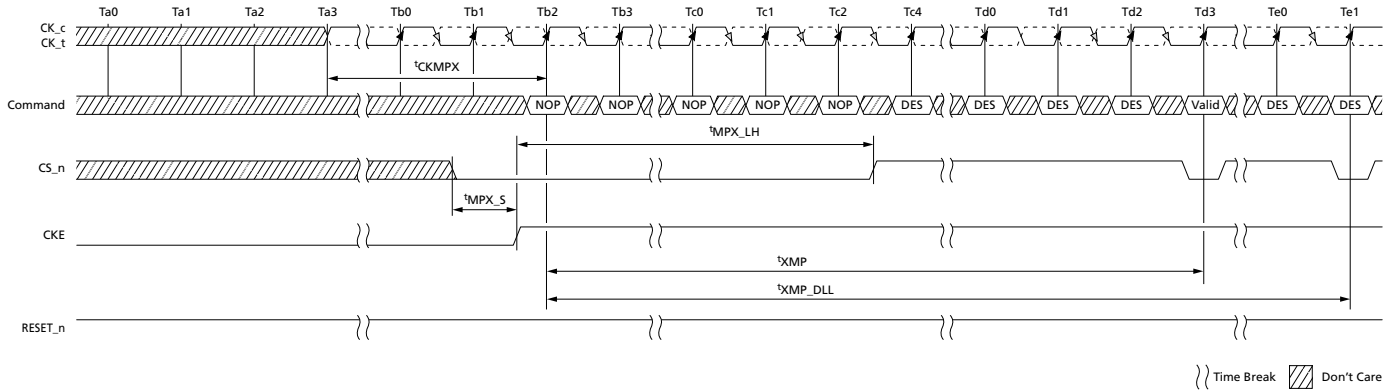 Ta0 Ta1 Ta2 Ta3 Tb0 Tb1 Tb2 Tb3 Tc0 Tc1 Tc2 Tc4 Td0 Td1 Td2 Td3 Te0 Te1
CK_c
CK_t
tCKMPX
Command NOP NOP NOP NOP NOP DES DES DES DES Valid DES DES
tMPX_LH
CS_n
tMPX_S
CKE
tXMP
tXMP_DLL
RESET_n
Time Break Don't Care